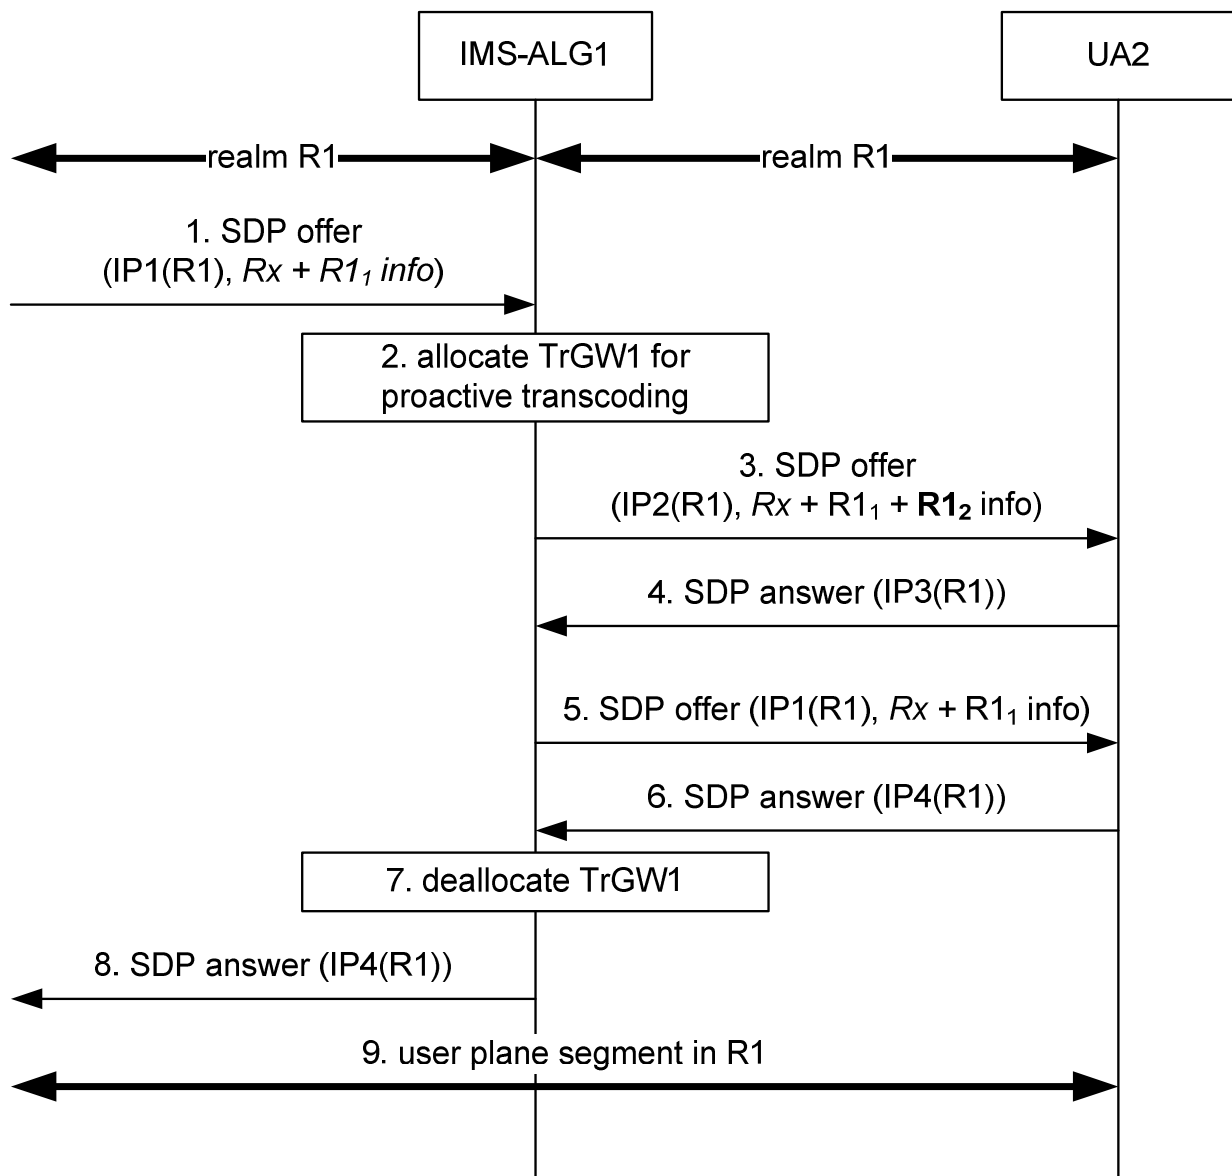 IMS-ALG1
UA2
realm R1
realm R1
1. SDP offer
(IP1(R1), Rx + R1₁ info)
2. allocate TrGW1 for
proactive transcoding
3. SDP offer
(IP2(R1), Rx + R1₁ + R1₂ info)
4. SDP answer (IP3(R1))
5. SDP offer (IP1(R1), Rx + R1₁ info)
6. SDP answer (IP4(R1))
7. deallocate TrGW1
8. SDP answer (IP4(R1))
9. user plane segment in R1